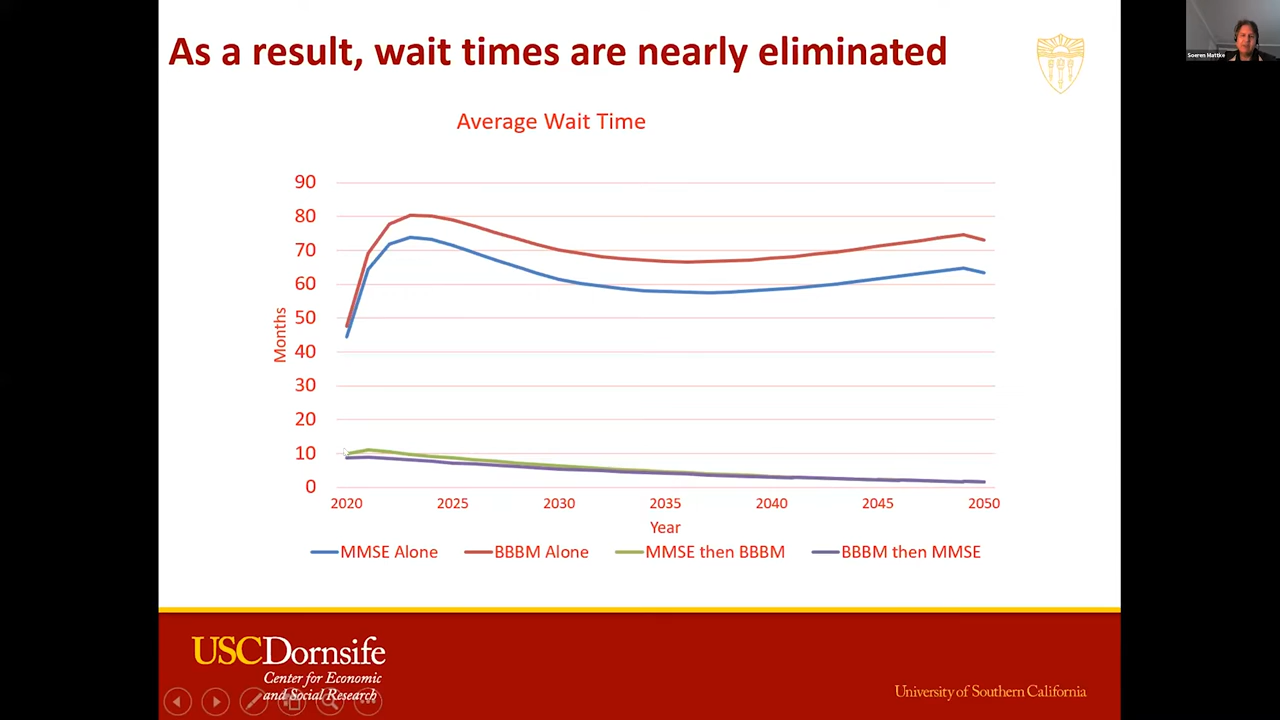 As a result, wait times are nearly eliminated
Soeren Mattke
Average Wait Time
90
80
70
60
50
40
30
20
10
0
Months
2020 2025 2030 2035 2040 2045 2050
Year
MMSE Alone BBBM Alone MMSE then BBBM BBBM then MMSE
USCDornsife
Center for Economic
and Social Research
University of Southern California